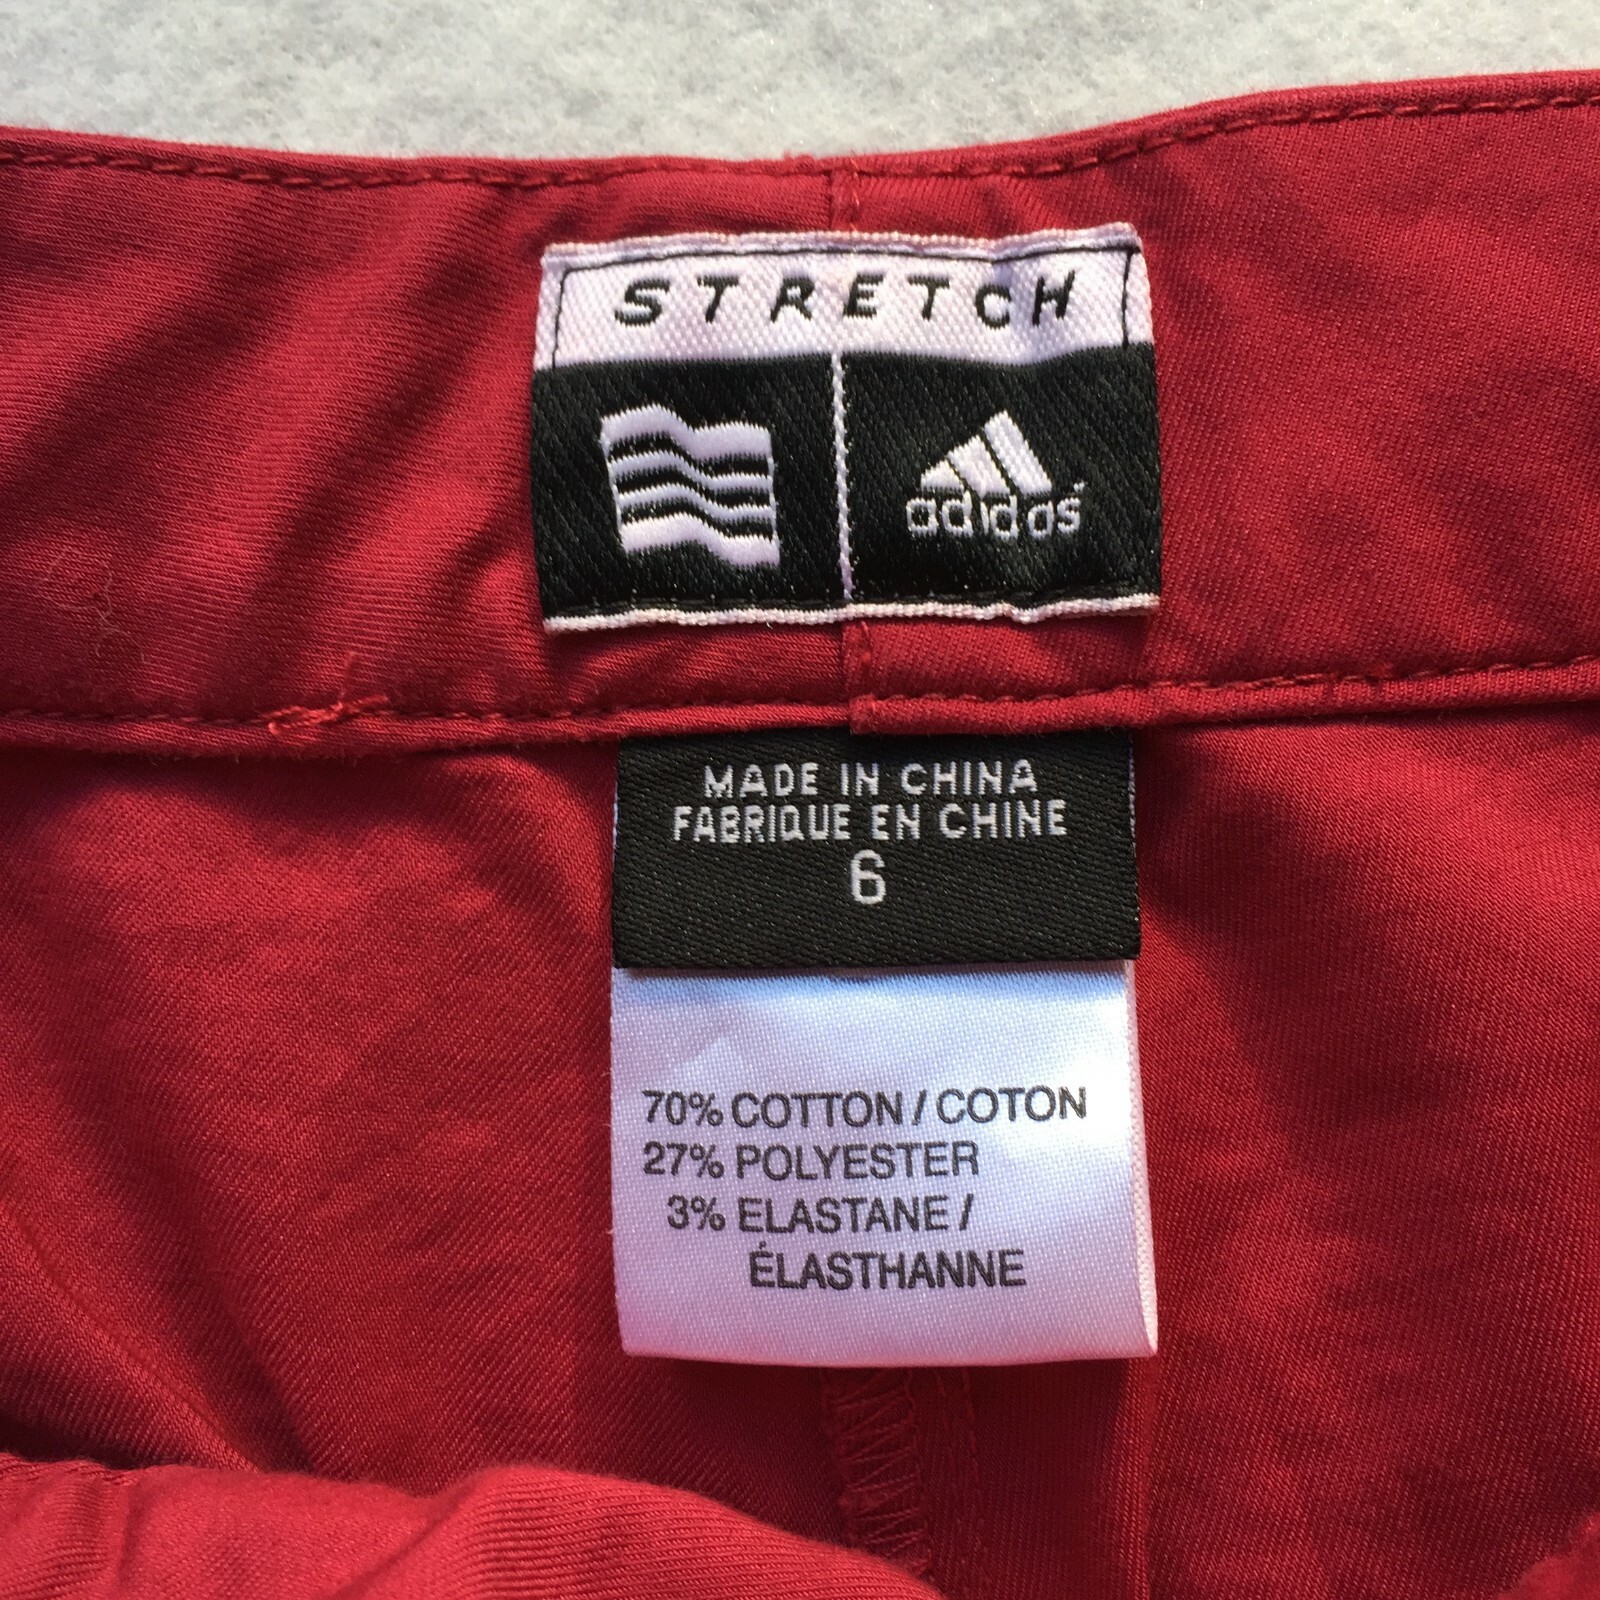 STRETCH
adidas
MADE IN CHINA
FABRIQUE EN CHINE
6
70% COTTON / COTON
27% POLYESTER
3% ELASTANE /
ÉLASTHANNE